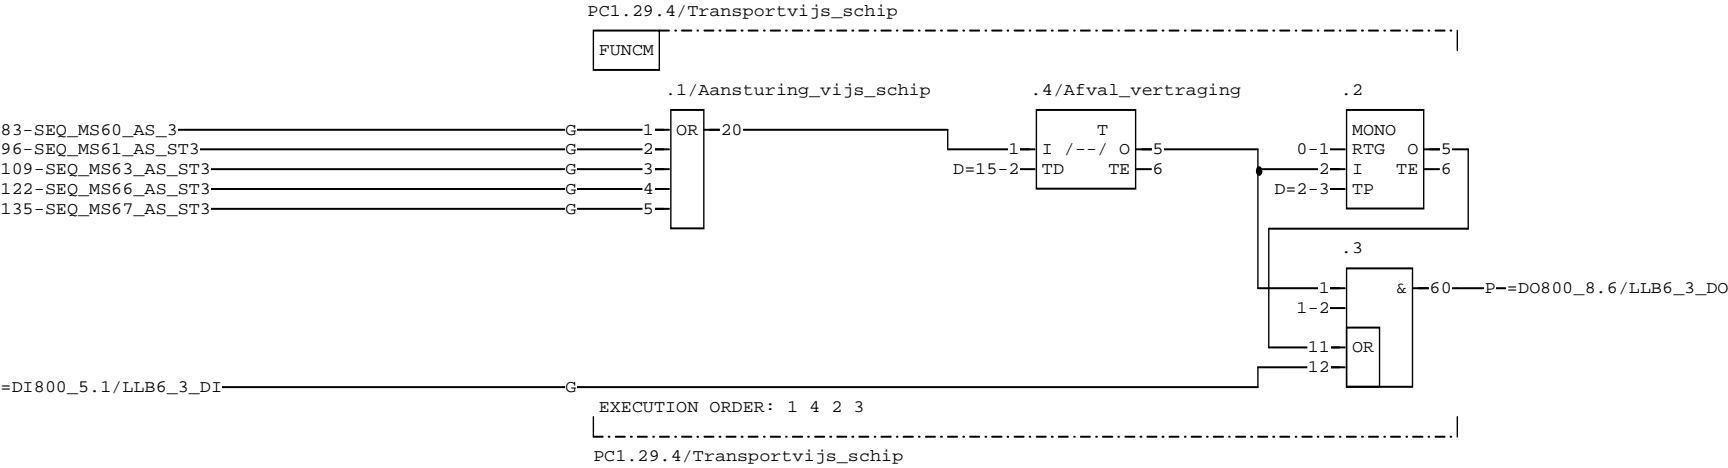 PC1.29.4/Transportvijs_schip
FUNCM
.1/Aansturing_vijs_schip .4/Afval_vertraging .2
83-SEQ_MS60_AS_3 G 1 OR 20 T MONO
96-SEQ_MS61_AS_ST3 G 2 1 I /--/ O 5 0-1 RTG O 5
109-SEQ_MS63_AS_ST3 G 3 D=15-2 TD TE 6 2 I TE 6
122-SEQ_MS66_AS_ST3 G 4 D=2-3 TP
135-SEQ_MS67_AS_ST3 G 5
.3
1 & 60 P =DO800_8.6/LLB6_3_DO
1-2
11 OR
12
=DI800_5.1/LLB6_3_DI G
EXECUTION ORDER: 1 4 2 3
PC1.29.4/Transportvijs_schip